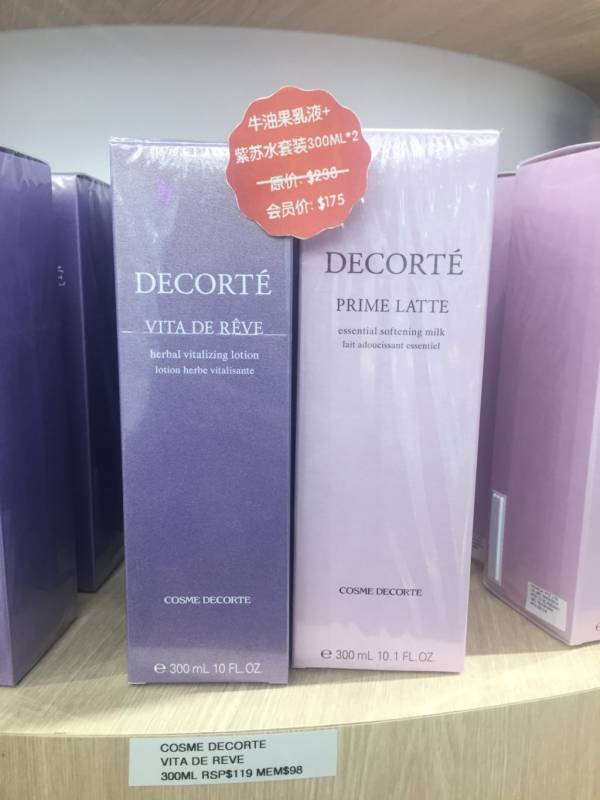 牛油果乳液+
紫苏水套装300ML*2
原价: $298
会员价: $175
DECORTÉ
VITA DE RÊVE
herbal vitalizing lotion
lotion herbe vitalisante
COSME DECORTE
℮ 300 mL 10 FL.OZ.
DECORTÉ
PRIME LATTE
essential softening milk
lait adoucissant essentiel
COSME DECORTE
℮ 300 mL 10.1 FL.OZ.
COSME DECORTE
VITA DE REVE
300ML RSP$119 MEM$98